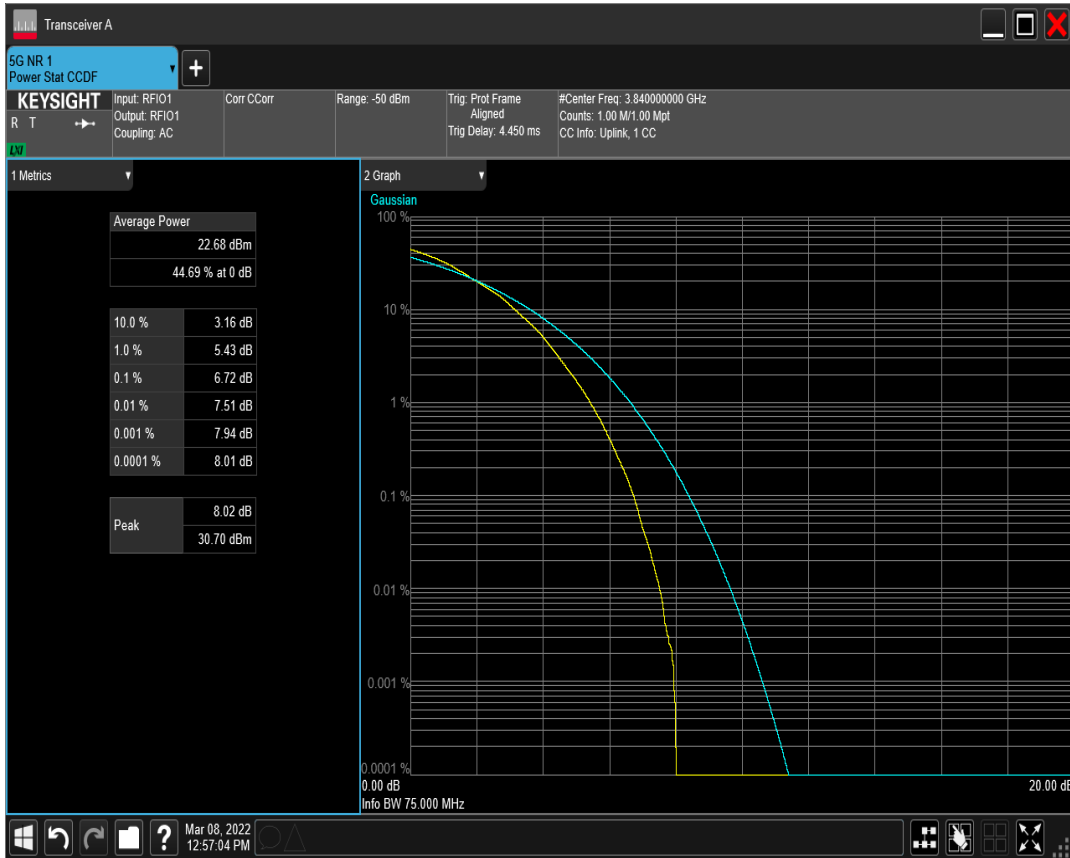 Transceiver A
5G NR 1
Power Stat CCDF
+
KEYSIGHT
R T
LXI
Input: RFIO1
Output: RFIO1
Coupling: AC
Corr CCorr
Range: -50 dBm
Trig: Prot Frame
Aligned
Trig Delay: 4.450 ms
#Center Freq: 3.840000000 GHz
Counts: 1.00 M/1.00 Mpt
CC Info: Uplink, 1 CC
1 Metrics
Average Power
22.68 dBm
44.69 % at 0 dB
10.0 % 3.16 dB
1.0 % 5.43 dB
0.1 % 6.72 dB
0.01 % 7.51 dB
0.001 % 7.94 dB
0.0001 % 8.01 dB
Peak
8.02 dB
30.70 dBm
2 Graph
Gaussian
100 %
10 %
1 %
0.1 %
0.01 %
0.001 %
0.0001 %
0.00 dB 20.00 dB
Info BW 75.000 MHz
?
Mar 08, 2022
12:57:04 PM